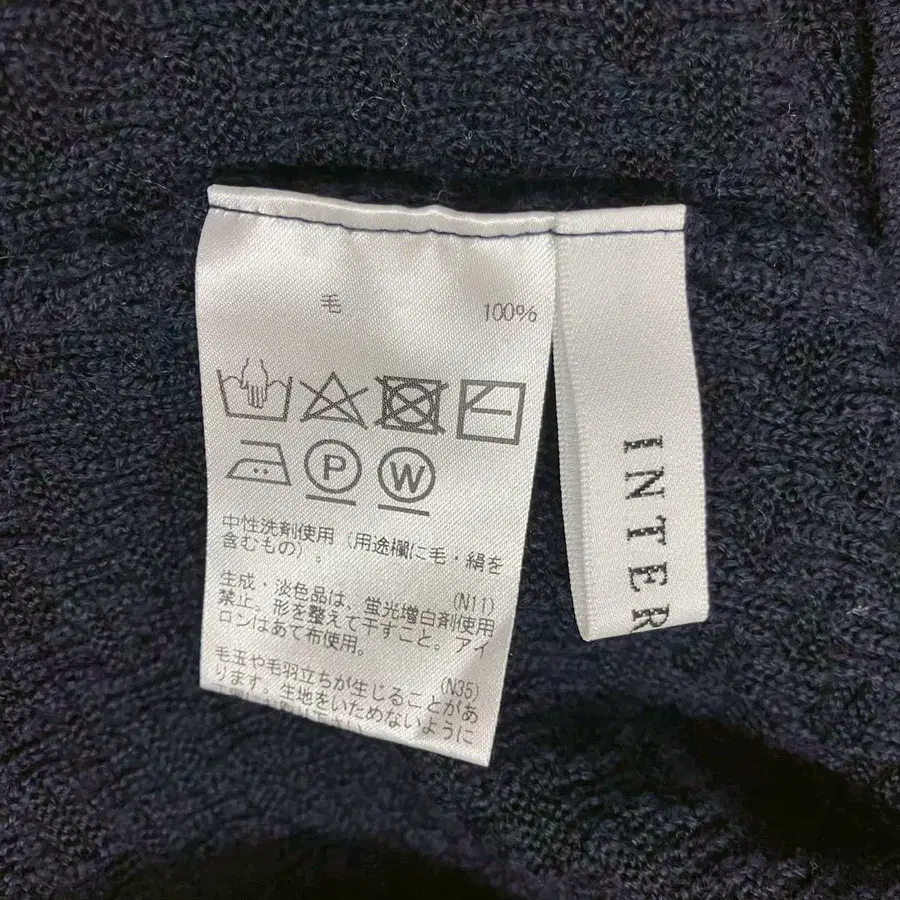 毛 100%
P W
中性洗剤使用(用途欄に毛・絹を
含むもの)。
(N11)
生成・淡色品は、蛍光増白剤使用
禁止。形を整えて干すこと。アイ
ロンはあて布使用。
(N35)
毛玉や毛羽立ちが生じることがあ
ります。生地をいためないように
INTER